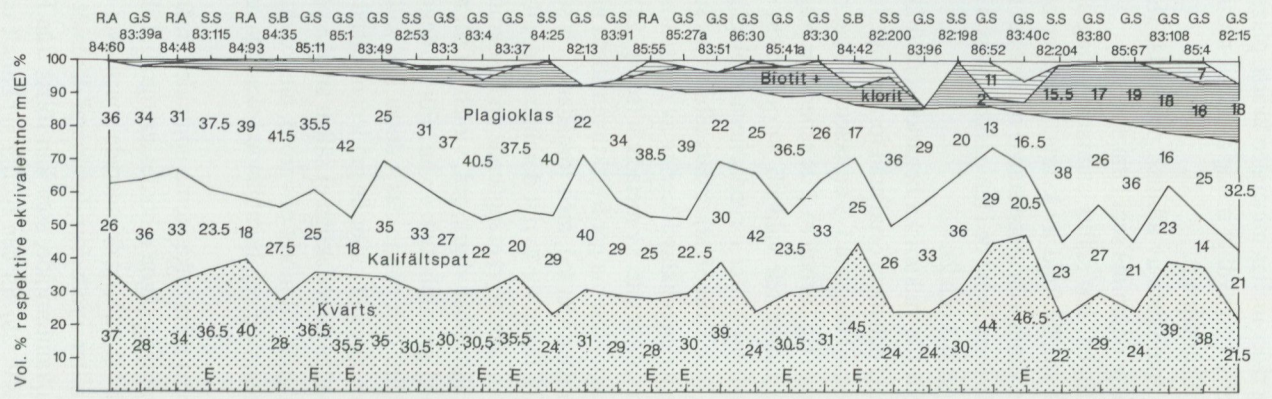 R.A G.S R.A S.S R.A S.B G.S G.S G.S S.S G.S G.S G.S S.S G.S G.S R.A G.S G.S G.S G.S G.S S.B S.S G.S S.S G.S G.S S.S G.S G.S G.S G.S G.S
83:39a 83:115 84:35 85:1 82:53 83:4 84:25 83:91 85:27a 86:30 83:30 82:200 82:198 83:40c 83:80 83:108 82:15
84:60 84:48 84:93 85:11 83:49 83:3 83:37 82:13 85:55 83:51 85:41a 84:42 83:96 86:52 82:204 85:67 85:4
Vol. % respektive ekvivalentnorm (E) %
100
90
80
70
60
50
40
30
20
10
Biotit +
klorit
11 7
2 15.5 17 19 18 16 18
Plagioklas
36 34 31 37.5 39 41.5 35.5 42 25 31 37 40.5 37.5 40 22 34 38.5 39 22 25 36.5 26 17 36 29 20 13 16.5 38 26 36 16 25 32.5
Kalifältspat
26 36 33 23.5 18 27.5 25 18 35 33 27 22 20 29 40 29 25 22.5 30 42 23.5 33 25 26 33 36 29 20.5 23 27 21 23 14 21
Kvarts
37 28 34 36.5 40 28 36.5 35.5 35 30.5 30 30.5 35.5 24 31 29 28 30 39 24 30.5 31 45 24 24 30 44 46.5 22 29 24 39 38 21.5
E E E E E E E E E E